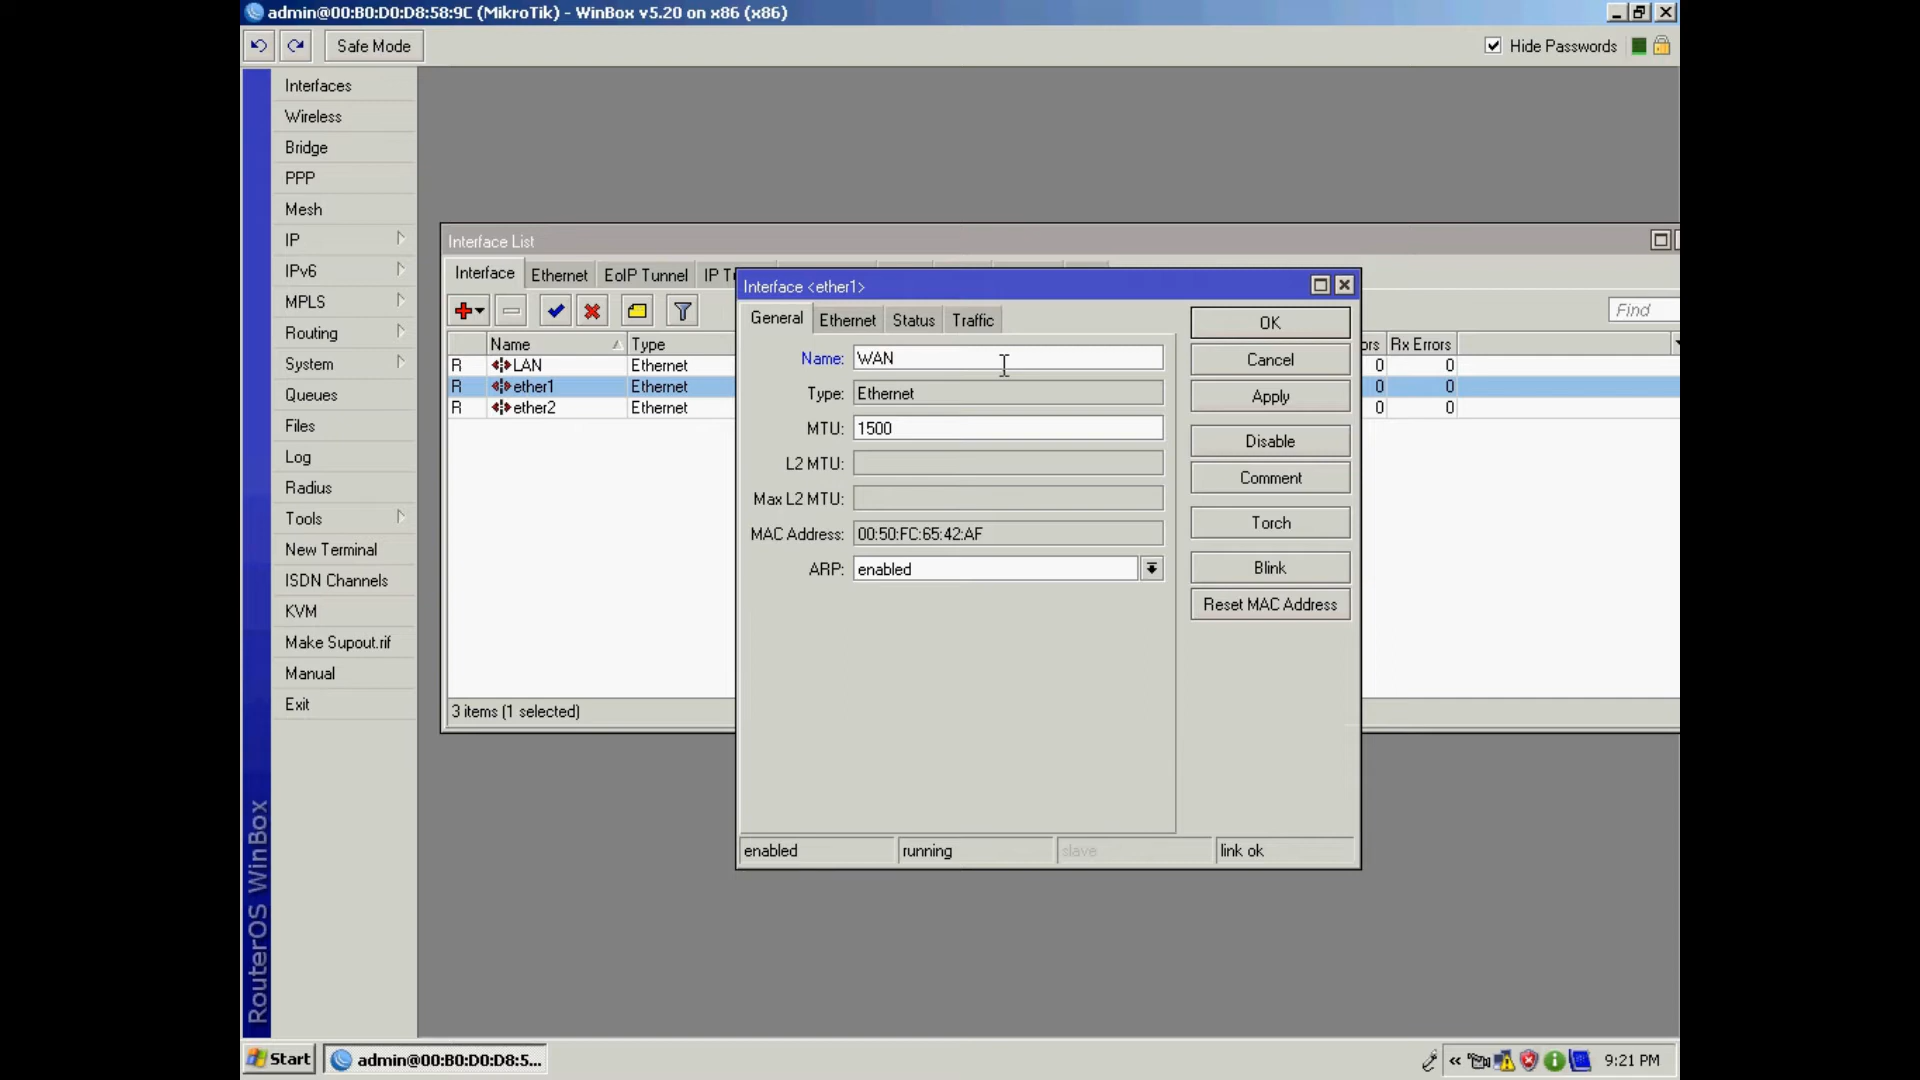 admin@00:B0:D0:D8:58:9C (MikroTik) - WinBox v5.20 on x86 (x86)
Safe Mode
Hide Passwords
Interfaces
Wireless
Bridge
PPP
Mesh
IP
IPv6
MPLS
Routing
System
Queues
Files
Log
Radius
Tools
New Terminal
ISDN Channels
KVM
Make Supout.rif
Manual
Exit
RouterOS WinBox
Interface List
Interface Ethernet EoIP Tunnel IP
Find
Name Type
R LAN Ethernet
R ether1 Ethernet
R ether2 Ethernet
Rx Errors
0 0
0 0
0 0
3 items (1 selected)
Interface <ether1>
General Ethernet Status Traffic
Name: WAN
Type: Ethernet
MTU: 1500
L2 MTU:
Max L2 MTU:
MAC Address: 00:50:FC:65:42:AF
ARP: enabled
OK
Cancel
Apply
Disable
Comment
Torch
Blink
Reset MAC Address
enabled running slave link ok
Start admin@00:B0:D0:D8:5... « 9:21 PM